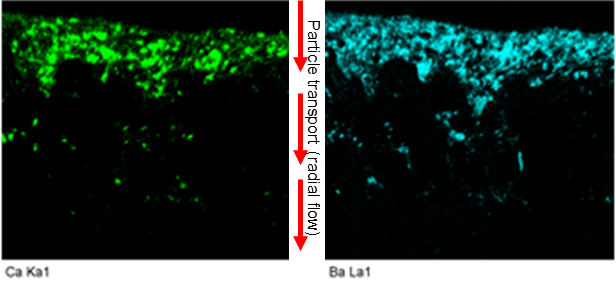 Particle transport (radial flow)
Ca Ka1
Ba La1